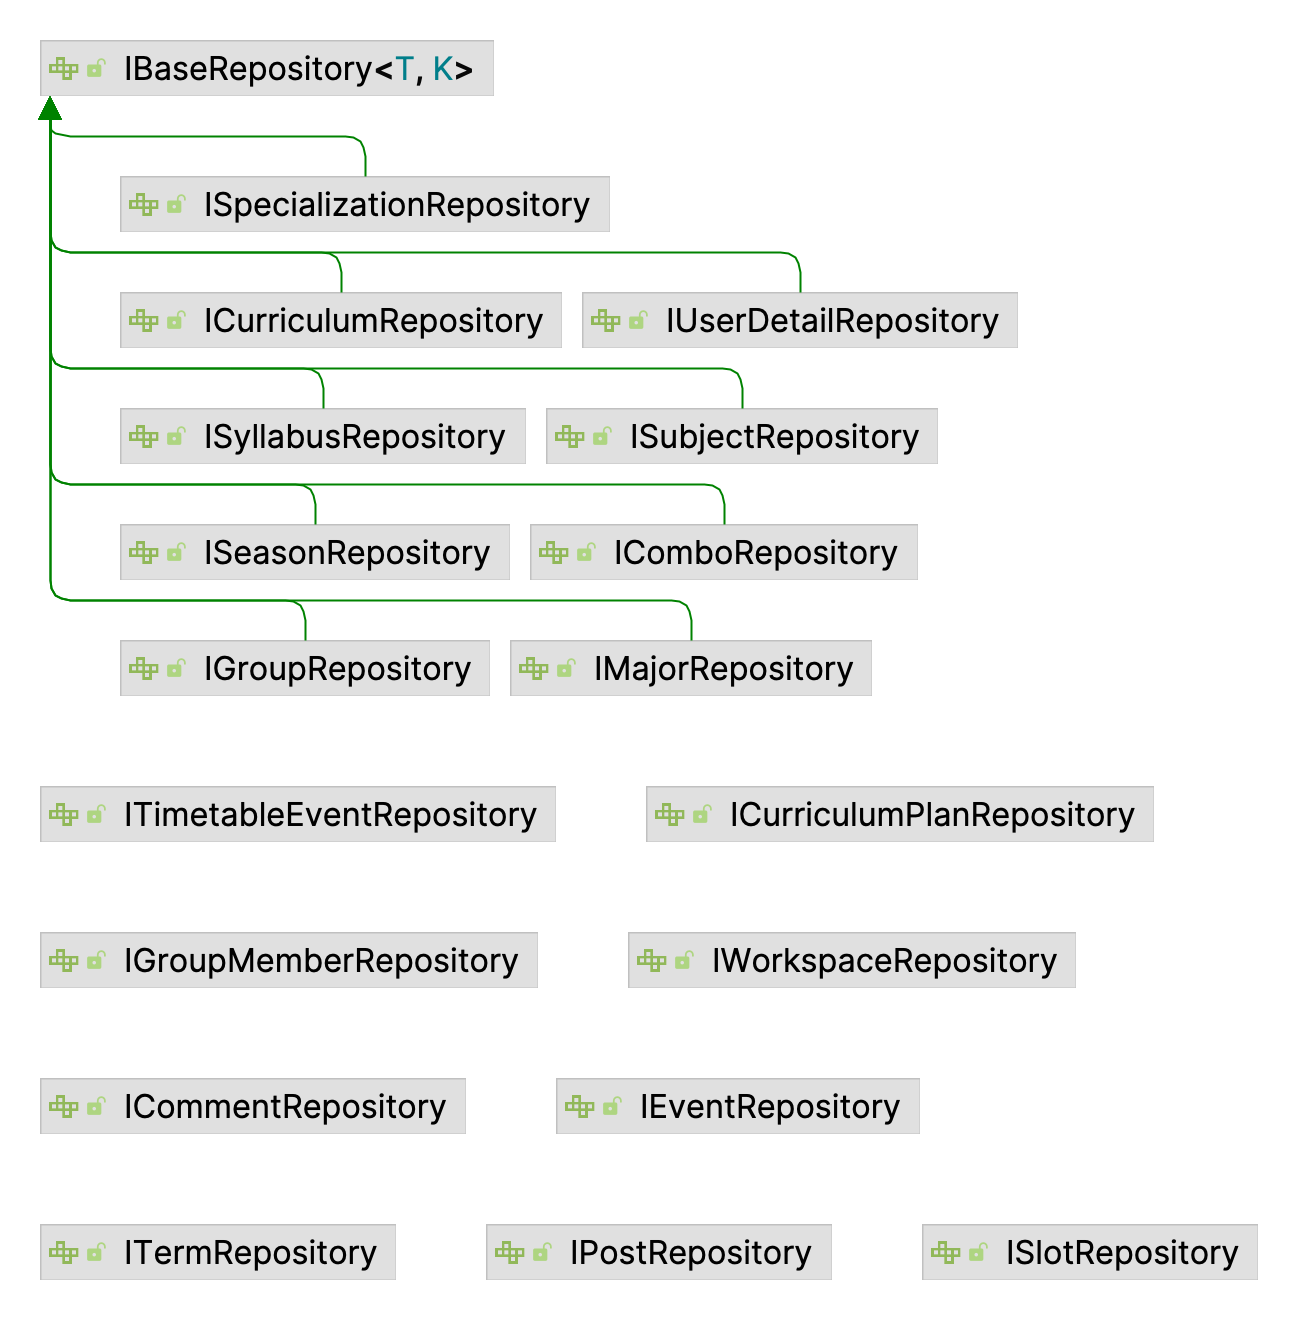 IBaseRepository<T, K>
ISpecializationRepository
ICurriculumRepository
IUserDetailRepository
ISyllabusRepository
ISubjectRepository
ISeasonRepository
IComboRepository
IGroupRepository
IMajorRepository
ITimetableEventRepository
ICurriculumPlanRepository
IGroupMemberRepository
IWorkspaceRepository
ICommentRepository
IEventRepository
ITermRepository
IPostRepository
ISlotRepository